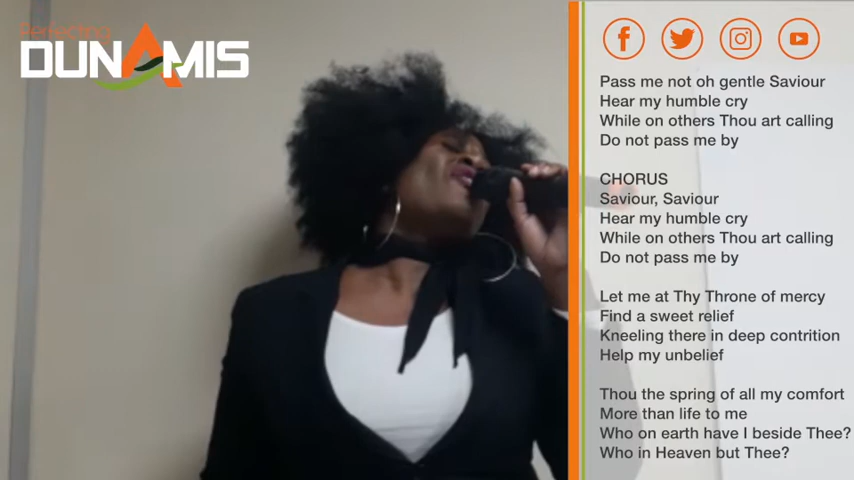 Perfecting
DUNAMIS
Pass me not oh gentle Saviour
Hear my humble cry
While on others Thou art calling
Do not pass me by
CHORUS
Saviour, Saviour
Hear my humble cry
While on others Thou art calling
Do not pass me by
Let me at Thy Throne of mercy
Find a sweet relief
Kneeling there in deep contrition
Help my unbelief
Thou the spring of all my comfort
More than life to me
Who on earth have I beside Thee?
Who in Heaven but Thee?